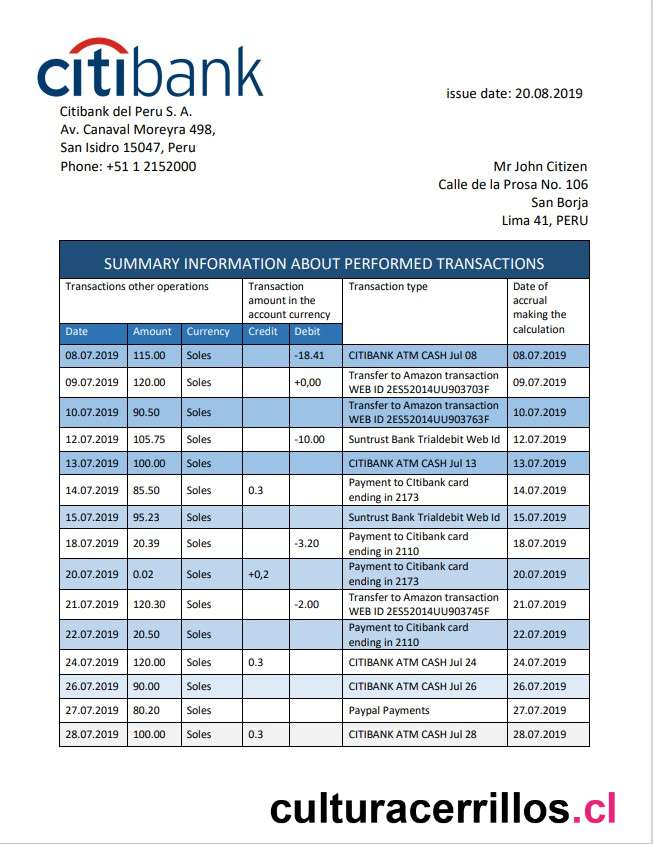 citibank
issue date: 20.08.2019
Citibank del Peru S. A.
Av. Canaval Moreyra 498,
San Isidro 15047, Peru
Phone: +51 1 2152000
Mr John Citizen
Calle de la Prosa No. 106
San Borja
Lima 41, PERU
SUMMARY INFORMATION ABOUT PERFORMED TRANSACTIONS
Transactions other operations
Transaction
amount in the
account currency
Transaction type
Date of
accrual
making the
calculation
Date Amount Currency Credit Debit
08.07.2019 115.00 Soles -18.41 CITIBANK ATM CASH Jul 08 08.07.2019
09.07.2019 120.00 Soles +0,00 Transfer to Amazon transaction
WEB ID 2ES52014UU903703F 09.07.2019
10.07.2019 90.50 Soles Transfer to Amazon transaction
WEB ID 2ES52014UU903763F 10.07.2019
12.07.2019 105.75 Soles -10.00 Suntrust Bank Trialdebit Web Id 12.07.2019
13.07.2019 100.00 Soles CITIBANK ATM CASH Jul 13 13.07.2019
14.07.2019 85.50 Soles 0.3 Payment to CItibank card
ending in 2173 14.07.2019
15.07.2019 95.23 Soles Suntrust Bank Trialdebit Web Id 15.07.2019
18.07.2019 20.39 Soles -3.20 Payment to Citibank card
ending in 2110 18.07.2019
20.07.2019 0.02 Soles +0,2 Payment to Citibank card
ending in 2173 20.07.2019
21.07.2019 120.30 Soles -2.00 Transfer to Amazon transaction
WEB ID 2ES52014UU903745F 21.07.2019
22.07.2019 20.50 Soles Payment to Citibank card
ending in 2110 22.07.2019
24.07.2019 120.00 Soles 0.3 CITIBANK ATM CASH Jul 24 24.07.2019
26.07.2019 90.00 Soles CITIBANK ATM CASH Jul 26 26.07.2019
27.07.2019 80.20 Soles Paypal Payments 27.07.2019
28.07.2019 100.00 Soles 0.3 CITIBANK ATM CASH Jul 28 28.07.2019
culturacerrillos.cl